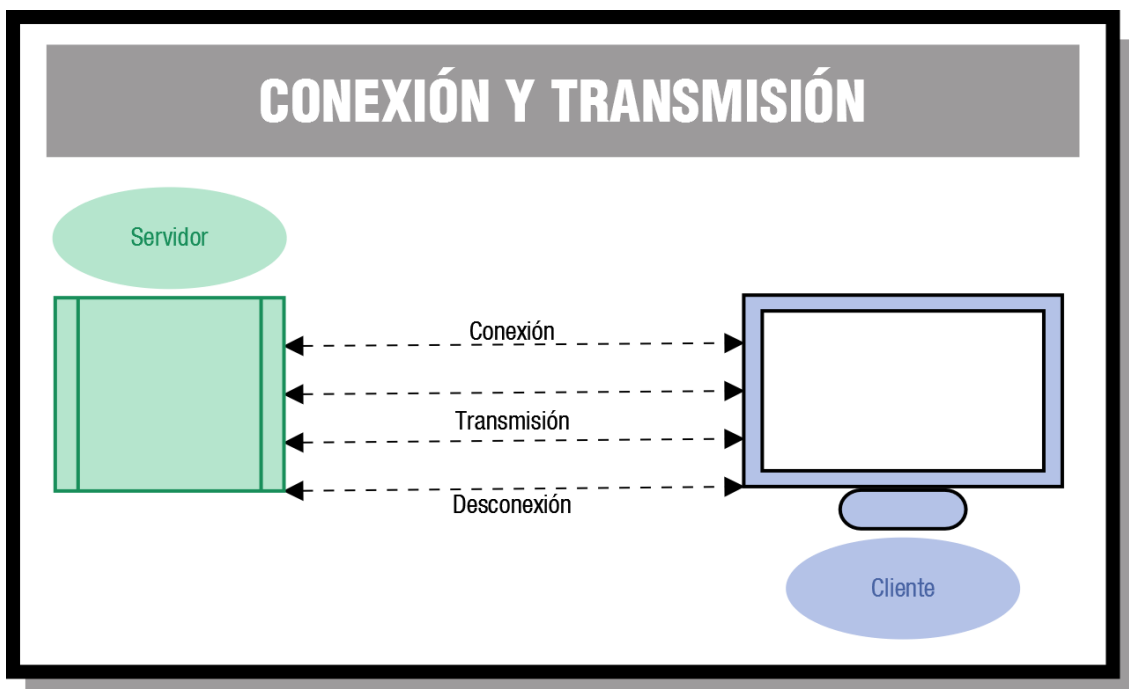 CONEXIÓN Y TRANSMISIÓN
Servidor
Conexión
Transmisión
Desconexión
Cliente